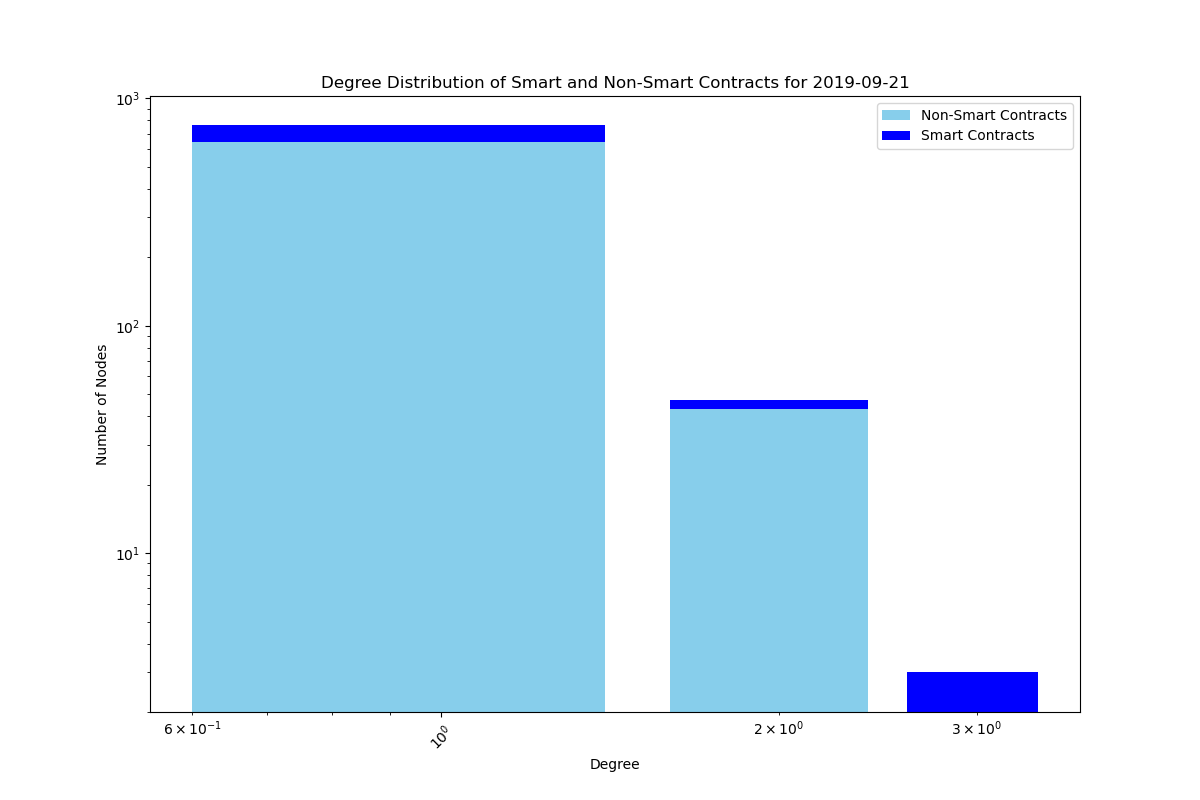 Degree Distribution of Smart and Non-Smart Contracts for 2019-09-21
Non-Smart Contracts
Smart Contracts
Number of Nodes
10³
10²
10¹
6 × 10⁻¹
10⁰
2 × 10⁰
3 × 10⁰
Degree